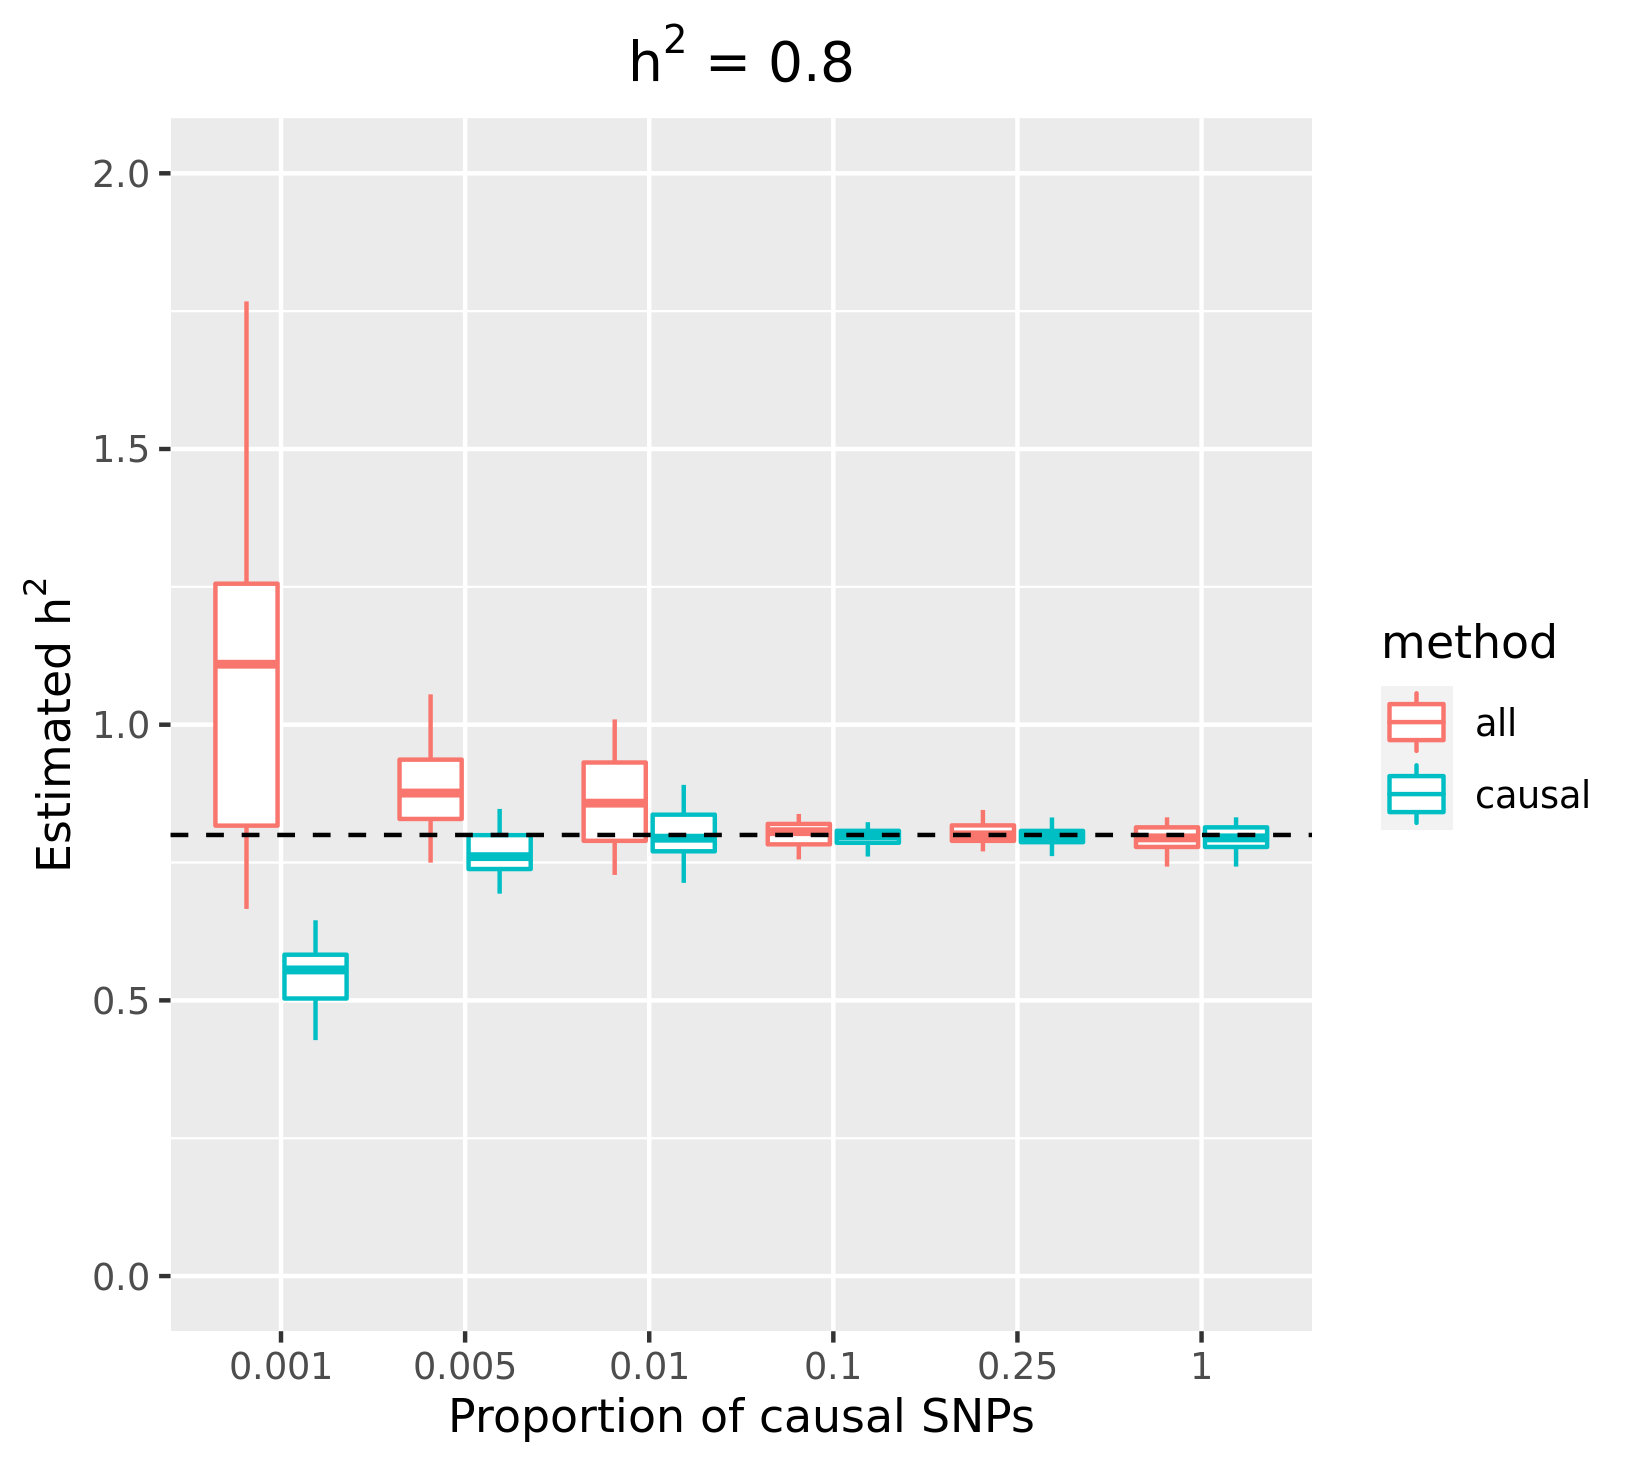 h² = 0.8
Estimated h²
2.0
1.5
1.0
0.5
0.0
0.001 0.005 0.01 0.1 0.25 1
Proportion of causal SNPs
method
all
causal